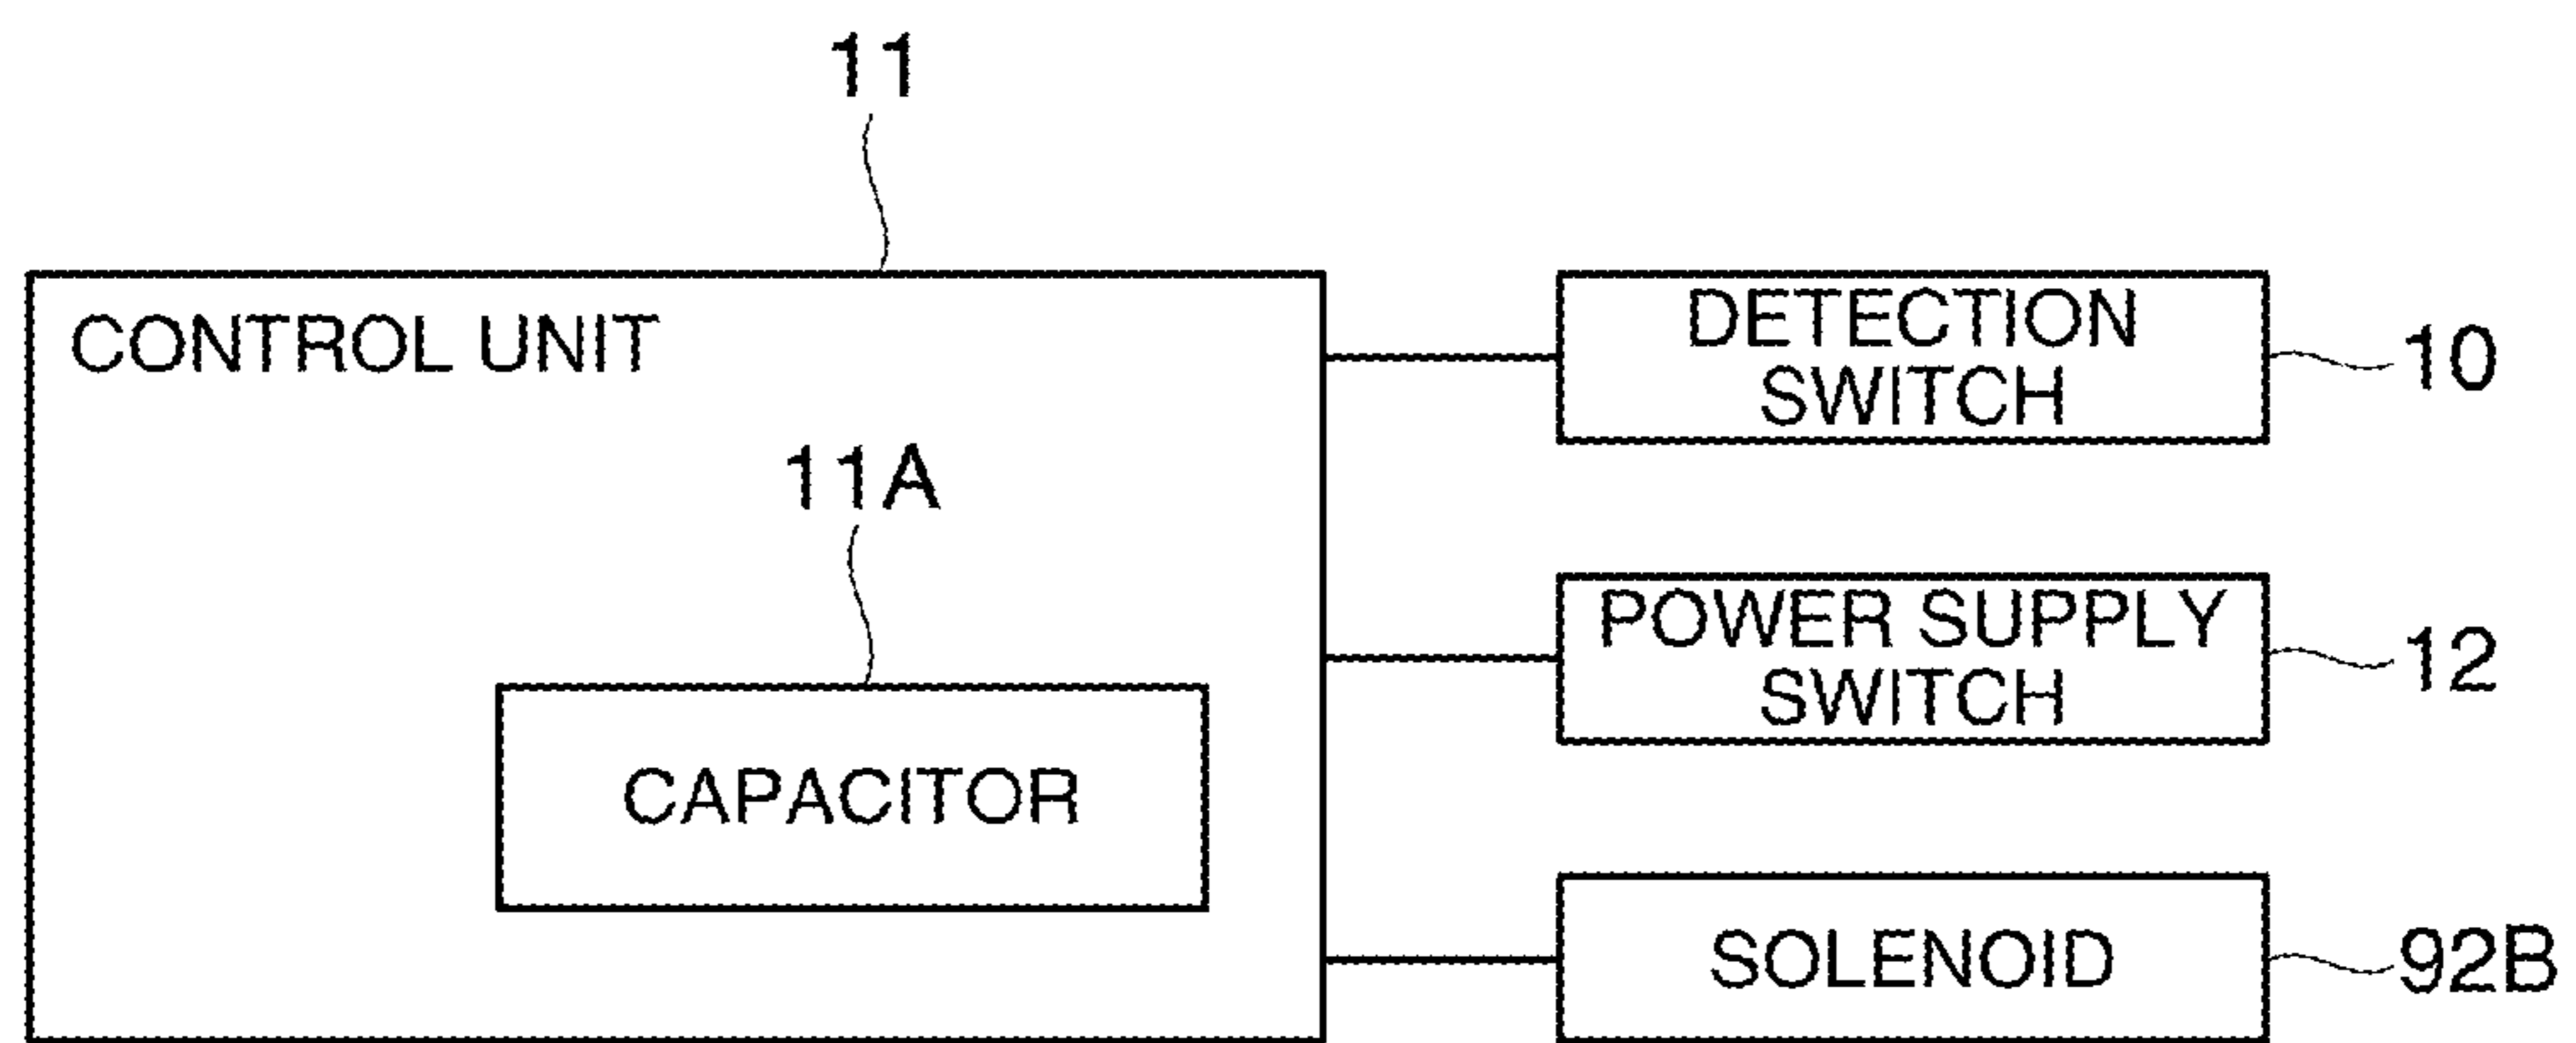 11
CONTROL UNIT
DETECTION
SWITCH
10
11A
POWER SUPPLY
SWITCH
12
CAPACITOR
SOLENOID
92B